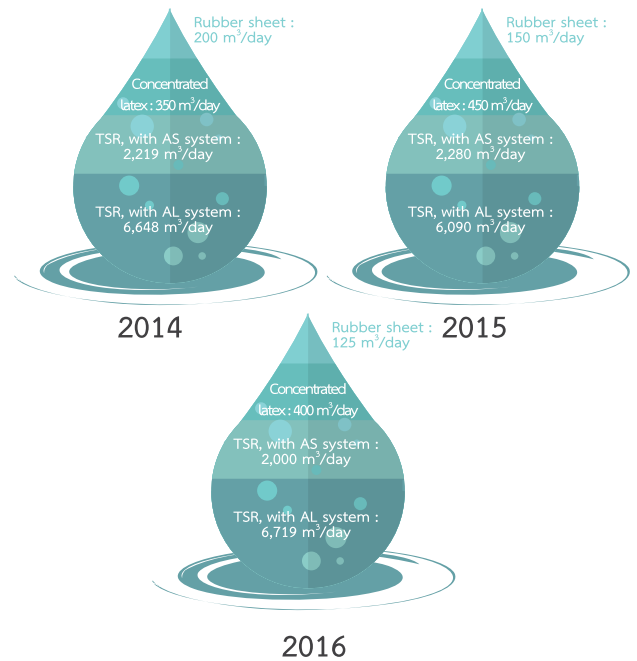 Rubber sheet :
200 m³/day
Concentrated
latex : 350 m³/day
TSR, with AS system :
2,219 m³/day
TSR, with AL system :
6,648 m³/day
2014
Rubber sheet :
150 m³/day
Concentrated
latex : 450 m³/day
TSR, with AS system :
2,280 m³/day
TSR, with AL system :
6,090 m³/day
2015
Rubber sheet :
125 m³/day
Concentrated
latex : 400 m³/day
TSR, with AS system :
2,000 m³/day
TSR, with AL system :
6,719 m³/day
2016